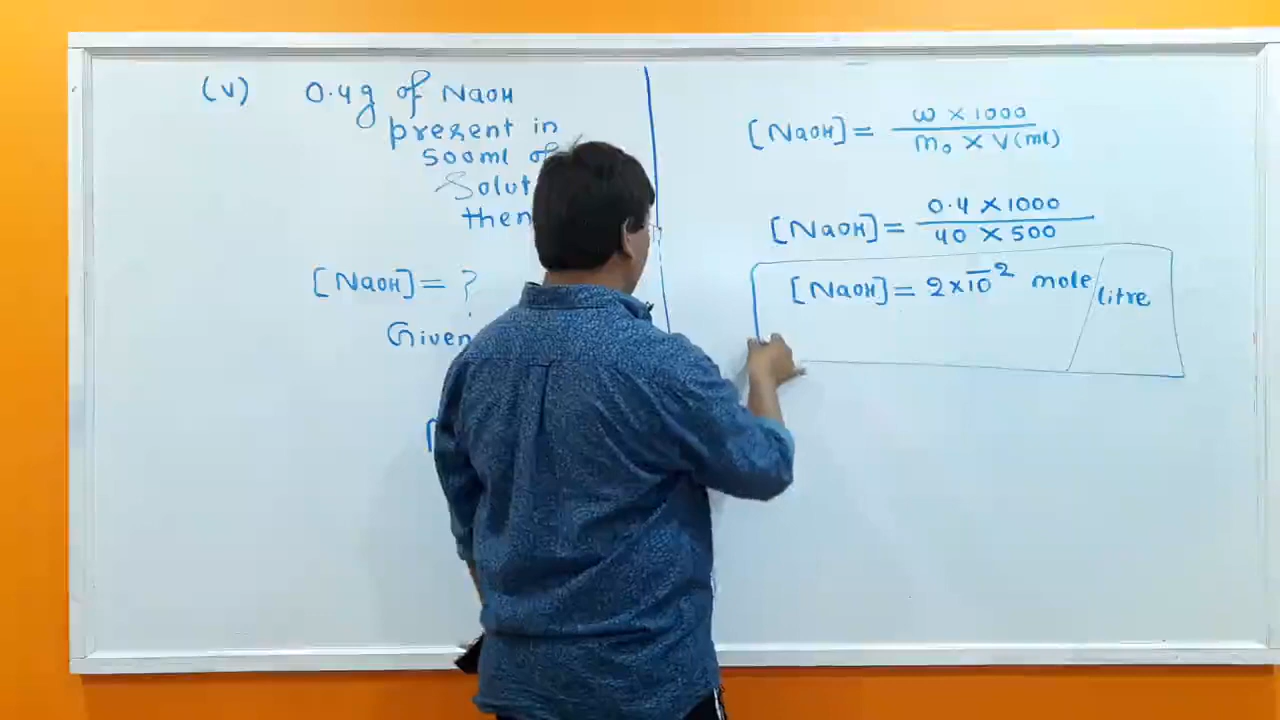 (v) 0.4g of NaOH
present in
500ml of
Solut
then
[NaOH] = ?
Given
[
[NaOH] = w × 1000 / m₀ × V(ml)
[NaOH] = 0.4 × 1000 / 40 × 500
[NaOH] = 2×10⁻² mole/litre